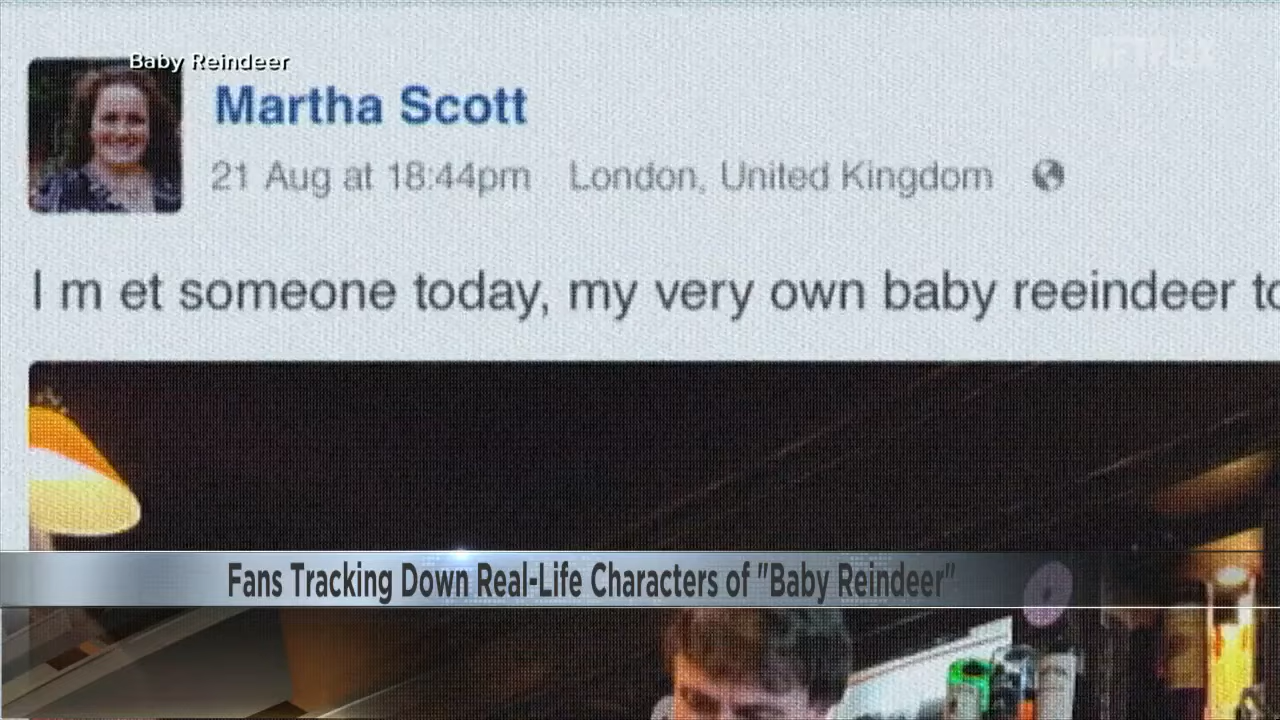 Baby Reindeer
NETFLIX
Martha Scott
21 Aug at 18:44pm London, United Kingdom
I m et someone today, my very own baby reeindeer to
Fans Tracking Down Real-Life Characters of "Baby Reindeer"